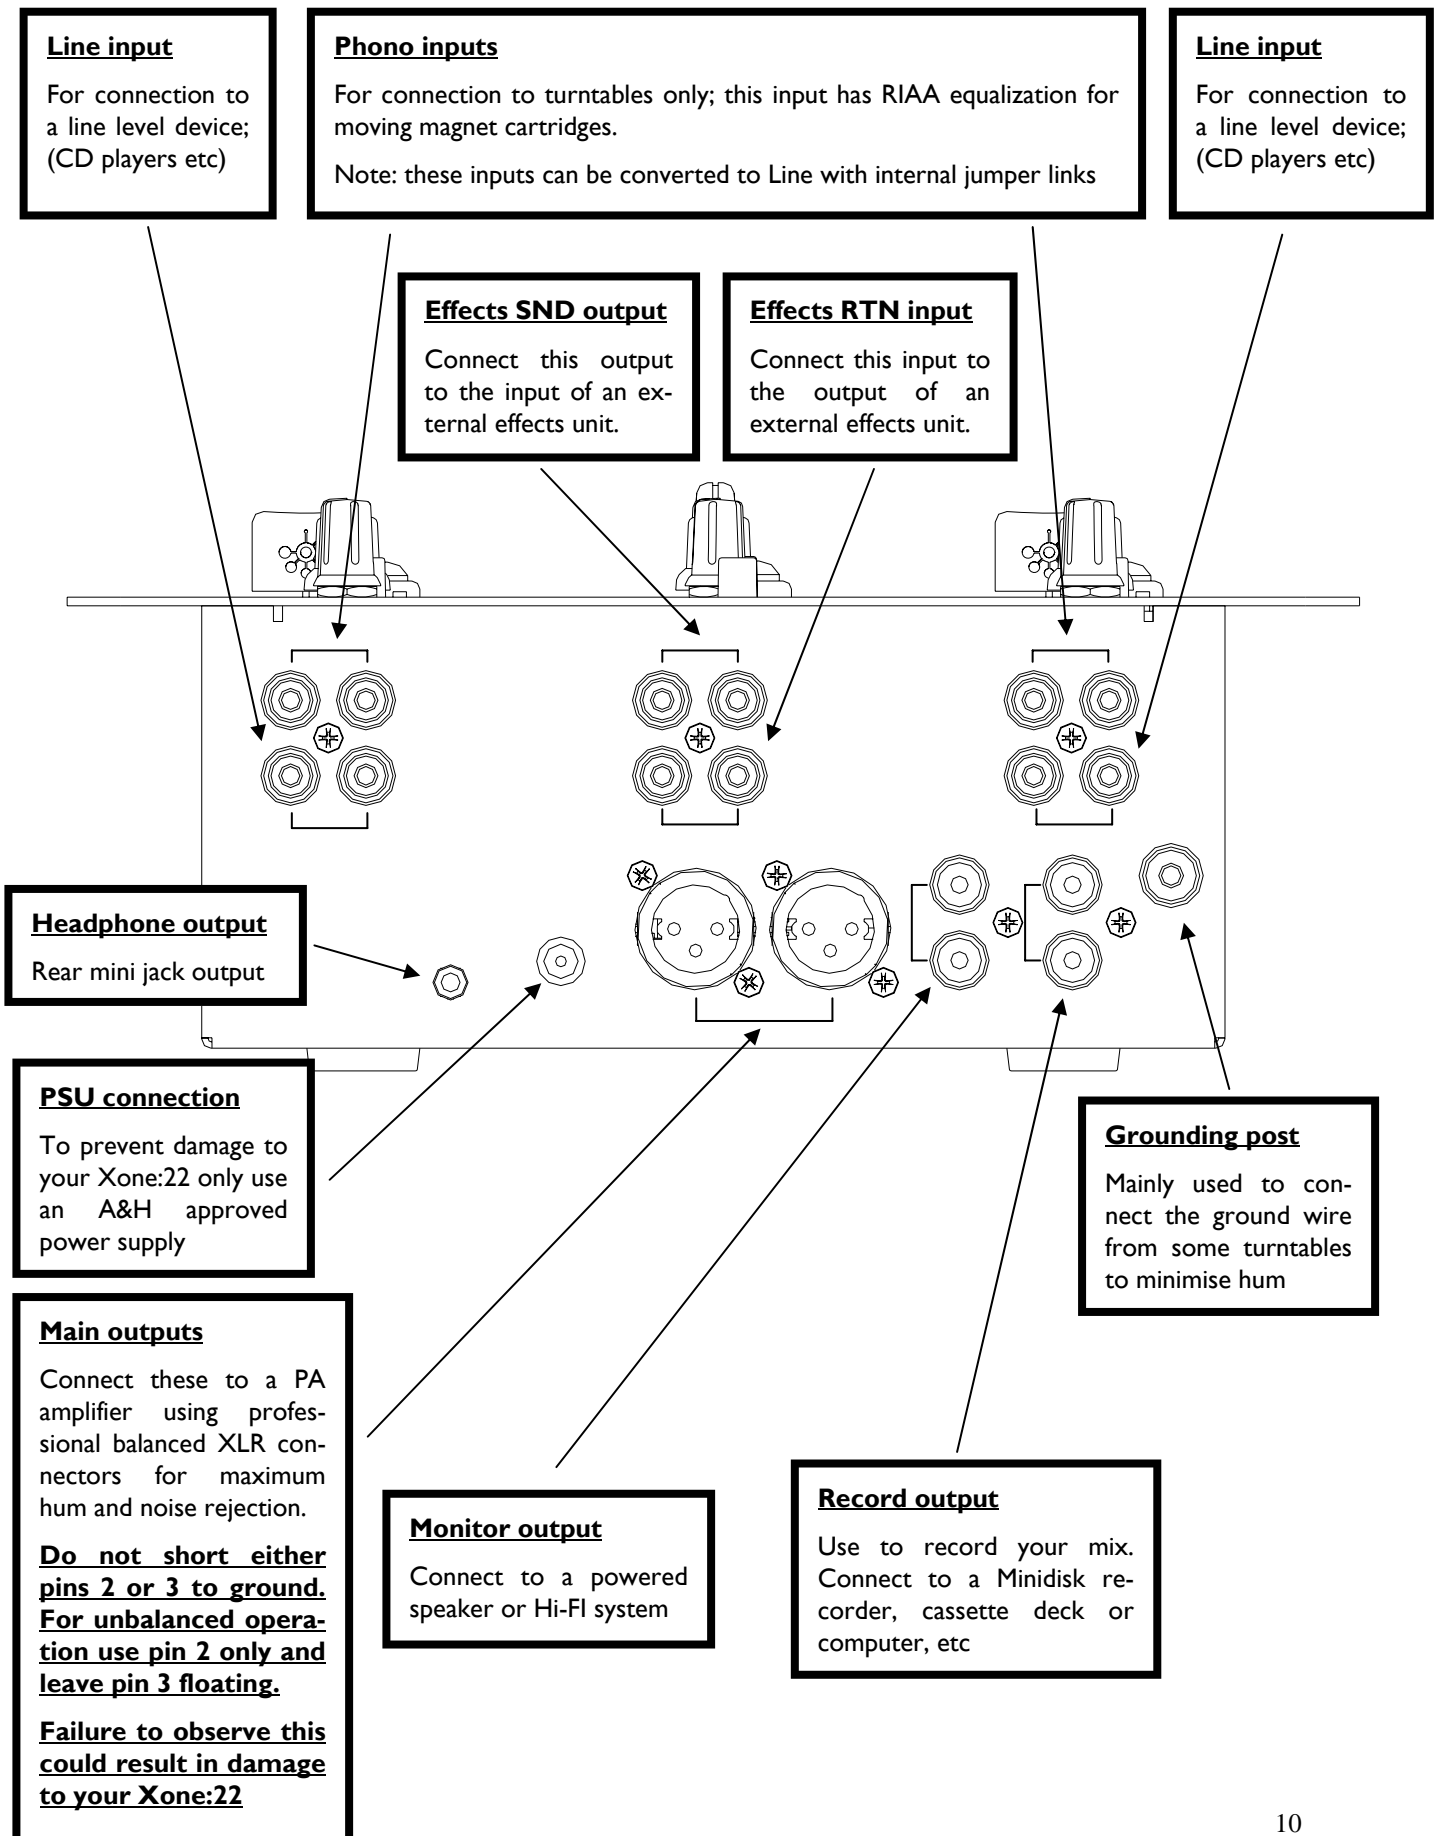 Line input
For connection to
a line level device;
(CD players etc)
Phono inputs
For connection to turntables only; this input has RIAA equalization for
moving magnet cartridges.
Note: these inputs can be converted to Line with internal jumper links
Line input
For connection to
a line level device;
(CD players etc)
Effects SND output
Connect this output
to the input of an ex-
ternal effects unit.
Effects RTN input
Connect this input to
the output of an
external effects unit.
Headphone output
Rear mini jack output
PSU connection
To prevent damage to
your Xone:22 only use
an A&H approved
power supply
Grounding post
Mainly used to con-
nect the ground wire
from some turntables
to minimise hum
Main outputs
Connect these to a PA
amplifier using profes-
sional balanced XLR con-
nectors for maximum
hum and noise rejection.
Do not short either
pins 2 or 3 to ground.
For unbalanced opera-
tion use pin 2 only and
leave pin 3 floating.
Failure to observe this
could result in damage
to your Xone:22
Monitor output
Connect to a powered
speaker or Hi-FI system
Record output
Use to record your mix.
Connect to a Minidisk re-
corder, cassette deck or
computer, etc
10